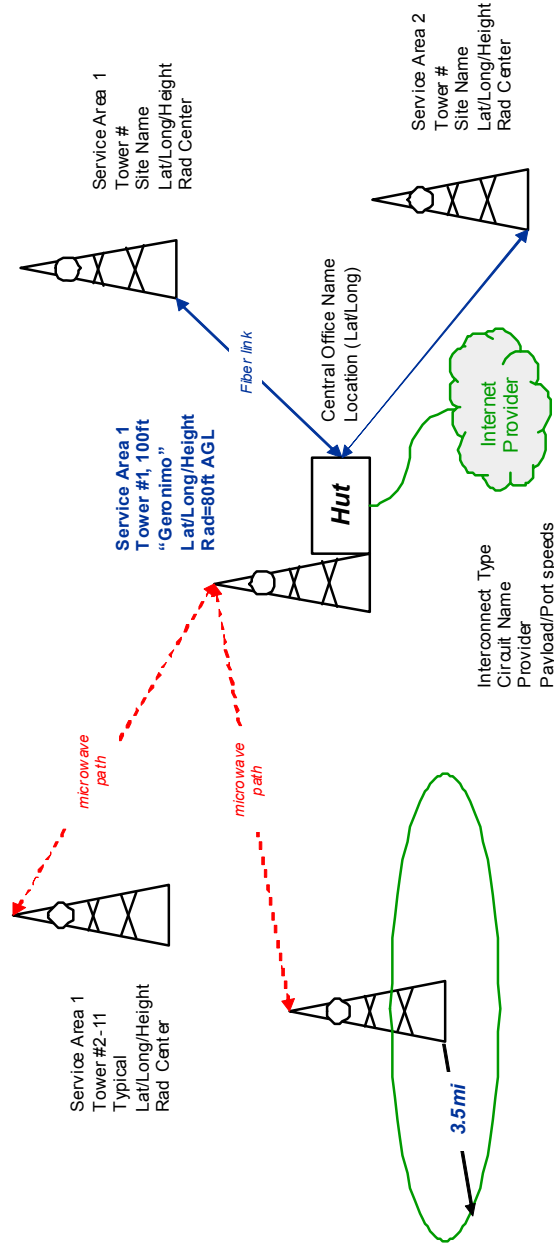 Service Area 1
Tower #2-11
Typical
Lat/Long/Height
Rad Center
microwave
path
microwave
path
3.5mi
Service Area 1
Tower #1, 100ft
“Geronimo”
Lat/Long/Height
Rad=80ft AGL
Hut
Fiber link
Central Office Name
Location (Lat/Long)
Service Area 1
Tower #
Site Name
Lat/Long/Height
Rad Center
Service Area 2
Tower #
Site Name
Lat/Long/Height
Rad Center
Internet
Provider
Interconnect Type
Circuit Name
Provider
Payload/Port speeds